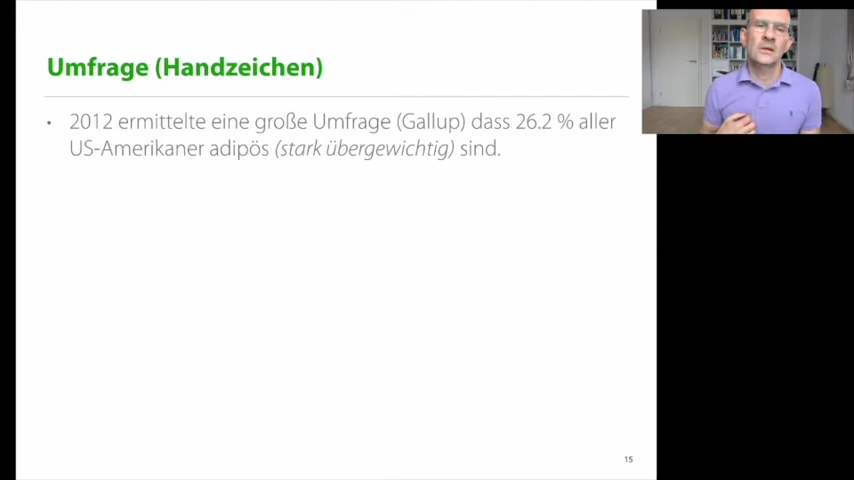 Umfrage (Handzeichen)
• 2012 ermittelte eine große Umfrage (Gallup) dass 26.2 % aller
US-Amerikaner adipös (stark übergewichtig) sind.
15